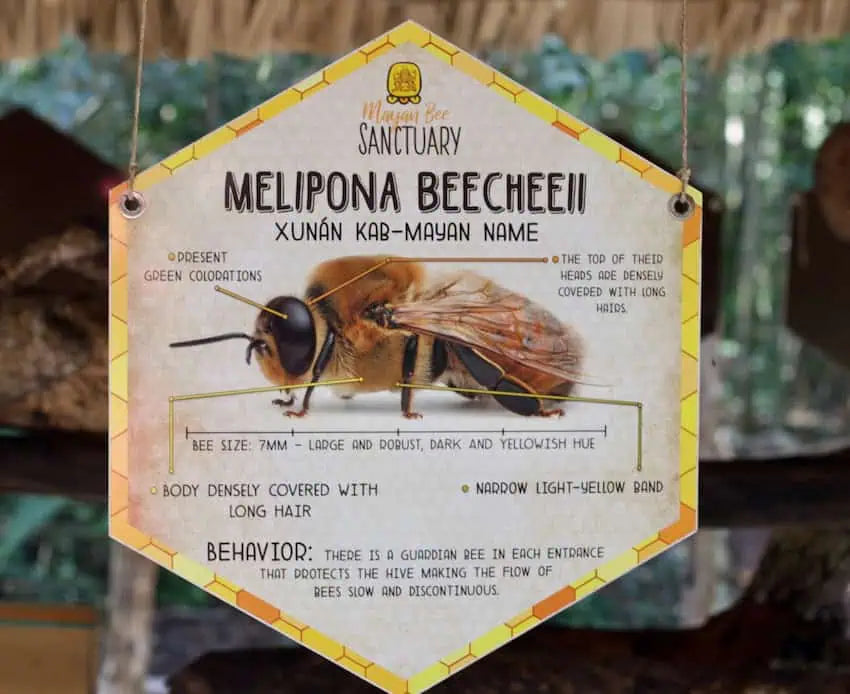 Mayan Bee
SANCTUARY
MELIPONA BEECHEEII
XUNÁN KAB-MAYAN NAME
PRESENT
GREEN COLORATIONS
THE TOP OF THEIR
HEADS ARE DENSELY
COVERED WITH LONG
HAIRS.
BEE SIZE: 7MM - LARGE AND ROBUST, DARK AND YELLOWISH HUE
BODY DENSELY COVERED WITH
LONG HAIR
NARROW LIGHT-YELLOW BAND
BEHAVIOR: THERE IS A GUARDIAN BEE IN EACH ENTRANCE
THAT PROTECTS THE HIVE MAKING THE FLOW OF
BEES SLOW AND DISCONTINUOUS.